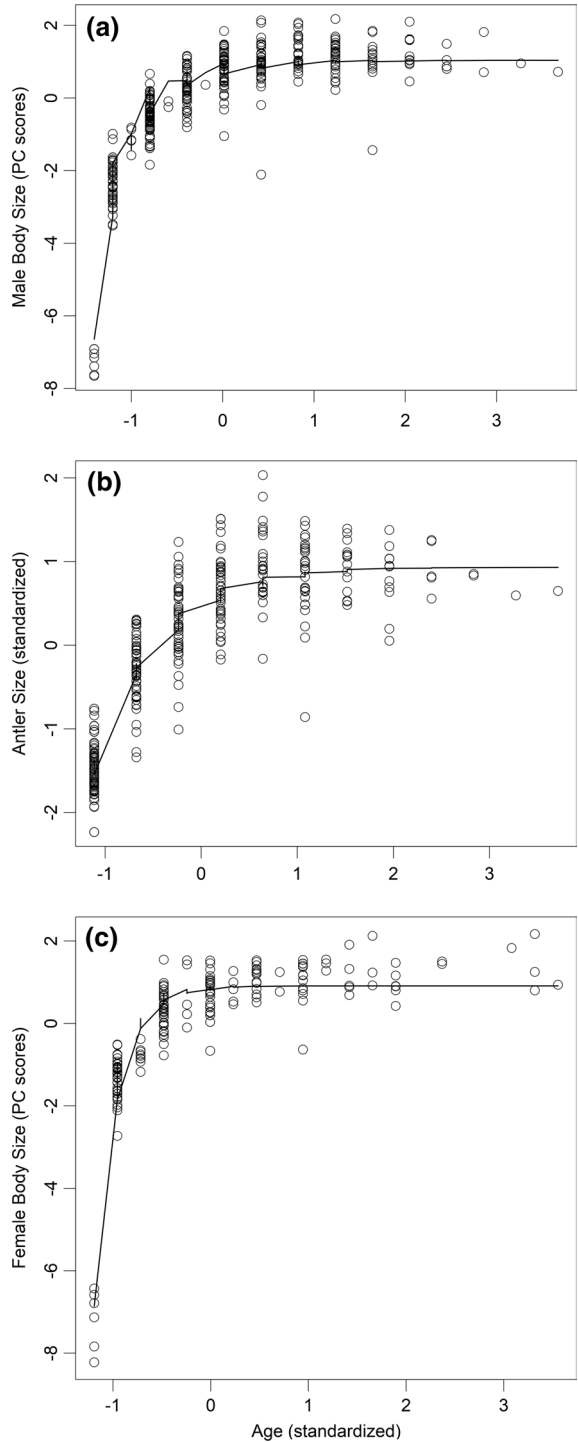 (a)
Male Body Size (PC scores)
2
0
-2
-4
-6
-8
-1 0 1 2 3
(b)
Antler Size (standardized)
2
1
0
-1
-2
-1 0 1 2 3
(c)
Female Body Size (PC scores)
2
0
-2
-4
-6
-8
-1 0 1 2 3
Age (standardized)